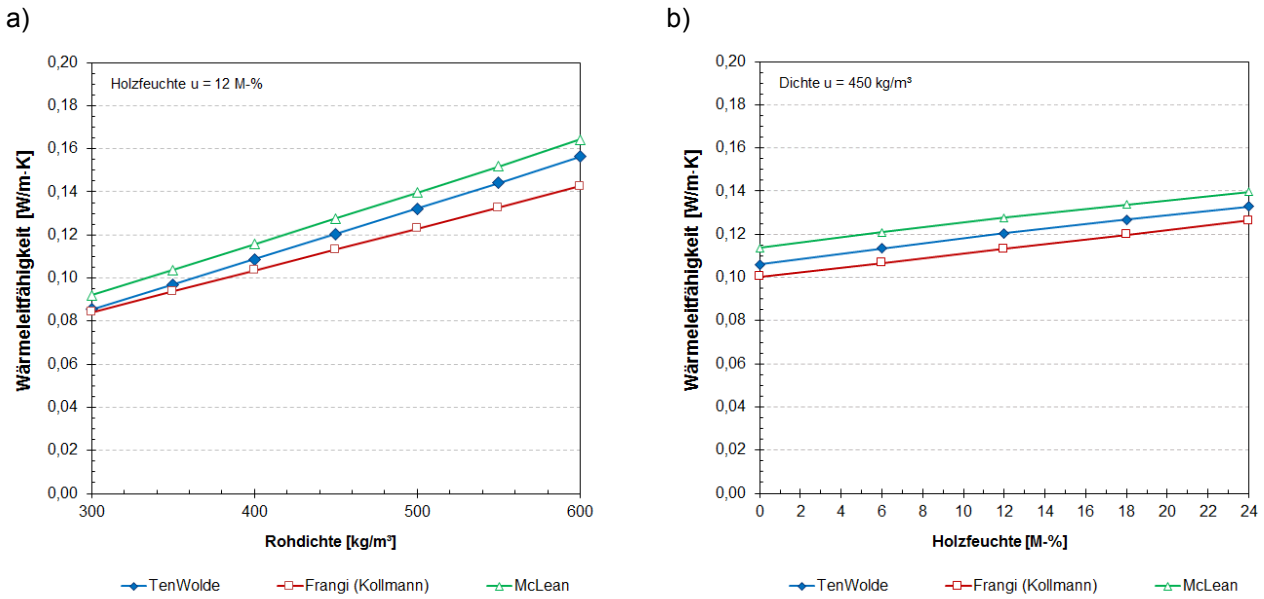 a)
Wärmeleitfähigkeit [W/m·K]
0,20
0,18
0,16
0,14
0,12
0,10
0,08
0,06
0,04
0,02
0,00
Holzfeuchte u = 12 M-%
300 400 500 600
Rohdichte [kg/m³]
TenWolde Frangi (Kollmann) McLean
b)
Wärmeleitfähigkeit [W/m·K]
0,20
0,18
0,16
0,14
0,12
0,10
0,08
0,06
0,04
0,02
0,00
Dichte u = 450 kg/m³
0 2 4 6 8 10 12 14 16 18 20 22 24
Holzfeuchte [M-%]
TenWolde Frangi (Kollmann) McLean